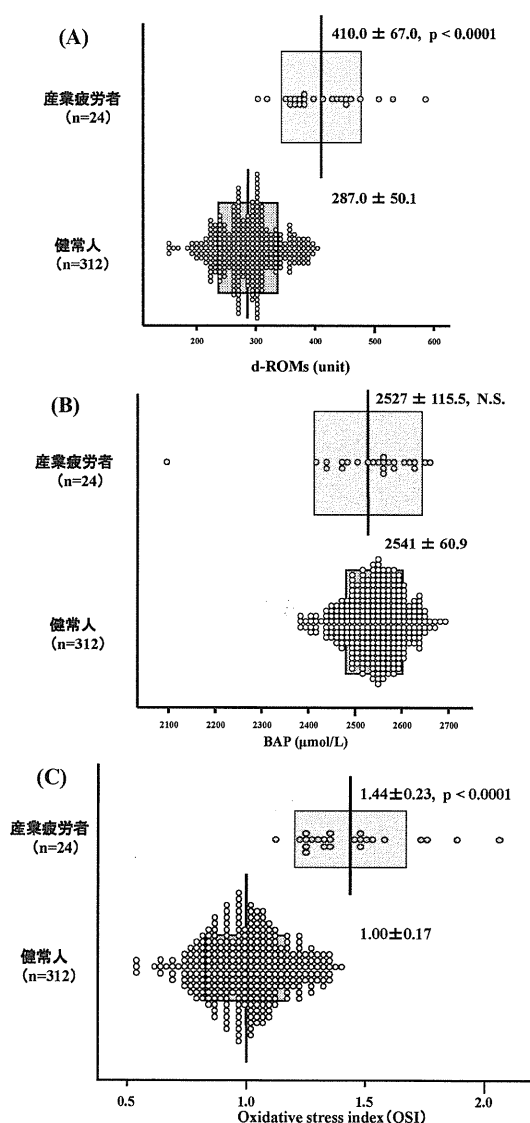 (A)
410.0 ± 67.0, p < 0.0001
産業疲労者
(n=24)
287.0 ± 50.1
健常人
(n=312)
200 300 400 500 600
d-ROMs (unit)
(B)
2527 ± 115.5, N.S.
産業疲労者
(n=24)
2541 ± 60.9
健常人
(n=312)
2100 2200 2300 2400 2500 2600 2700
BAP (μmol/L)
(C)
1.44±0.23, p < 0.0001
産業疲労者
(n=24)
1.00±0.17
健常人
(n=312)
0.5 1.0 1.5 2.0
Oxidative stress index(OSI)